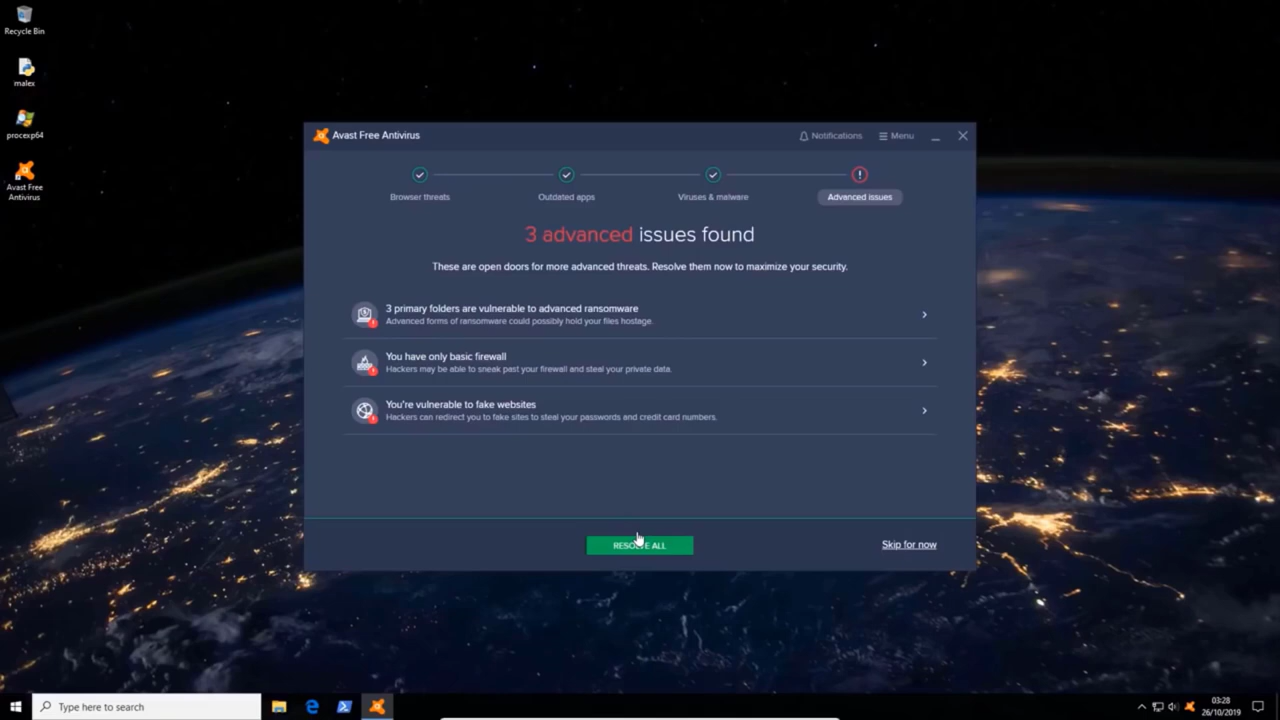 Recycle Bin
malex
procexp64
Avast Free
Antivirus
Avast Free Antivirus
Notifications
Menu
Browser threats
Outdated apps
Viruses & malware
Advanced issues
3 advanced issues found
These are open doors for more advanced threats. Resolve them now to maximize your security.
3 primary folders are vulnerable to advanced ransomware
Advanced forms of ransomware could possibly hold your files hostage.
You have only basic firewall
Hackers may be able to sneak past your firewall and steal your private data.
You're vulnerable to fake websites
Hackers can redirect you to fake sites to steal your passwords and credit card numbers.
RESOLVE ALL
Skip for now
Type here to search
03:28
26/10/2019